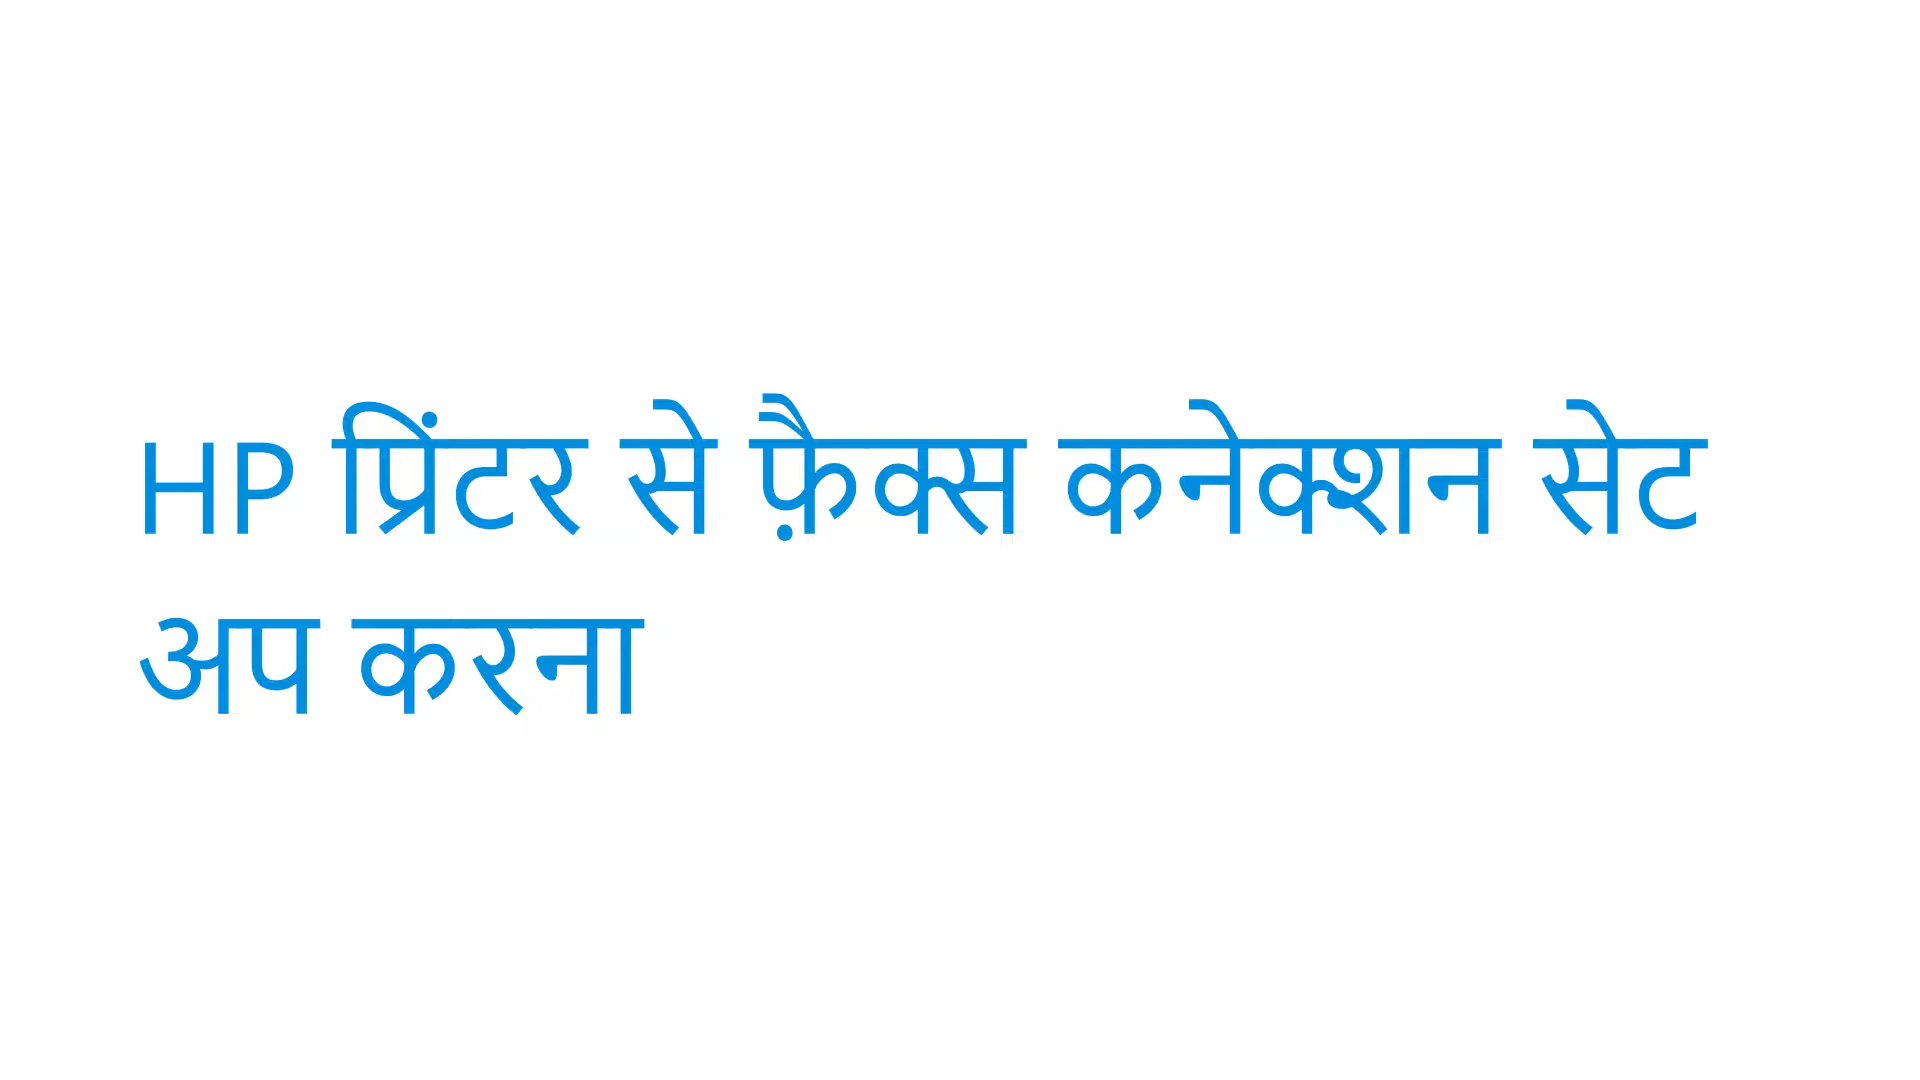 HP प्रिंटर से फ़ैक्स कनेक्शन सेट
अप करना